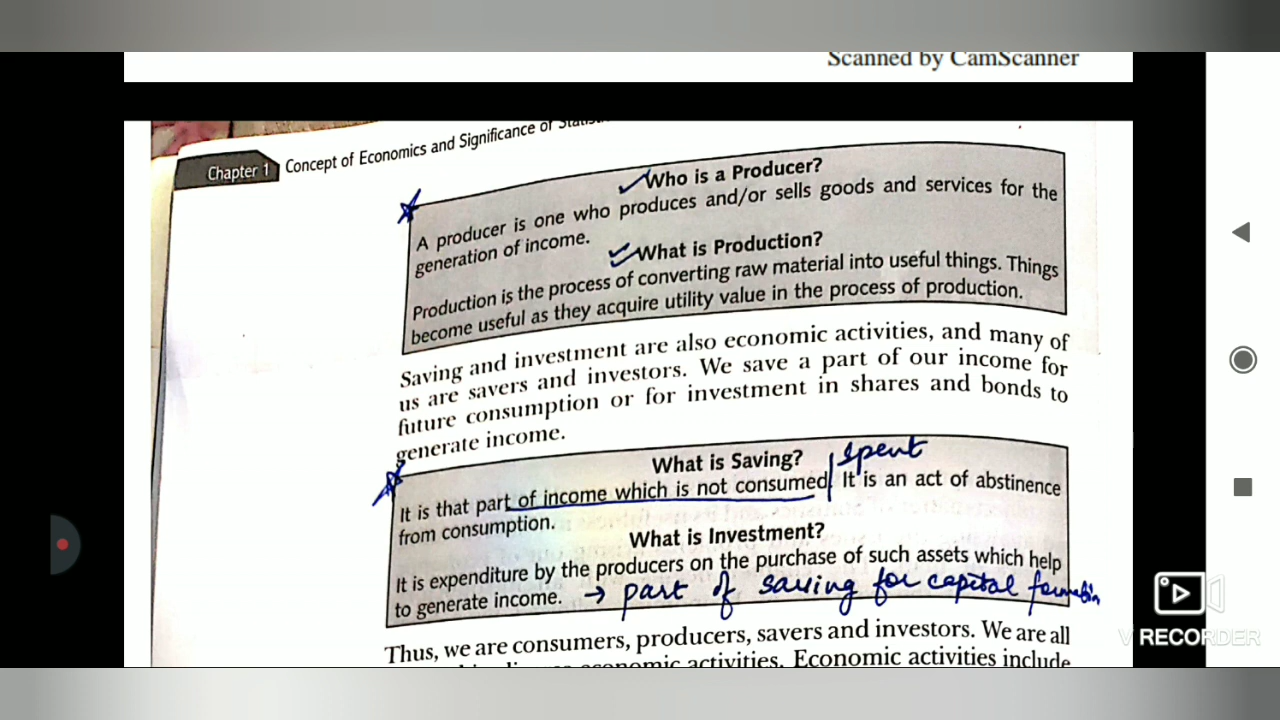 Scanned by CamScanner
Chapter 1 Concept of Economics and Significance of
Who is a Producer?
A producer is one who produces and/or sells goods and services for the
generation of income.
What is Production?
Production is the process of converting raw material into useful things. Things
become useful as they acquire utility value in the process of production.
Saving and investment are also economic activities, and many of
us are savers and investors. We save a part of our income for
future consumption or for investment in shares and bonds to
generate income.
What is Saving? spent
It is that part of income which is not consumed. It is an act of abstinence
from consumption.
What is Investment?
It is expenditure by the producers on the purchase of such assets which help
to generate income. → part of saving for capital formation
Thus, we are consumers, producers, savers and investors. We are all
economic activities. Economic activities include
V RECORDER